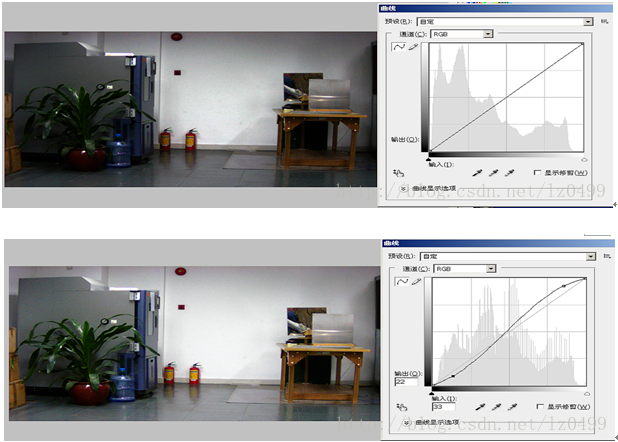 曲线
预设(R): 自定
通道(C): RGB
输出(O):
输入(I):
显示修剪(W)
曲线显示选项
http://blog.csdn.net/lz0499
曲线
预设(R): 自定
通道(C): RGB
输出(O):
22
输入(I):
33
显示修剪(W)
曲线显示选项
http://blog.csdn.net/lz0499